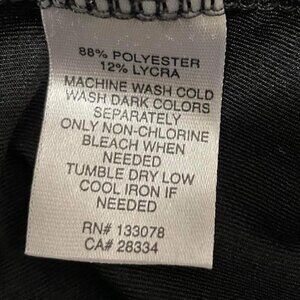 88% POLYESTER
12% LYCRA
MACHINE WASH COLD
WASH DARK COLORS
SEPARATELY
ONLY NON-CHLORINE
BLEACH WHEN
NEEDED
TUMBLE DRY LOW
COOL IRON IF
NEEDED
RN# 133078
CA# 28334